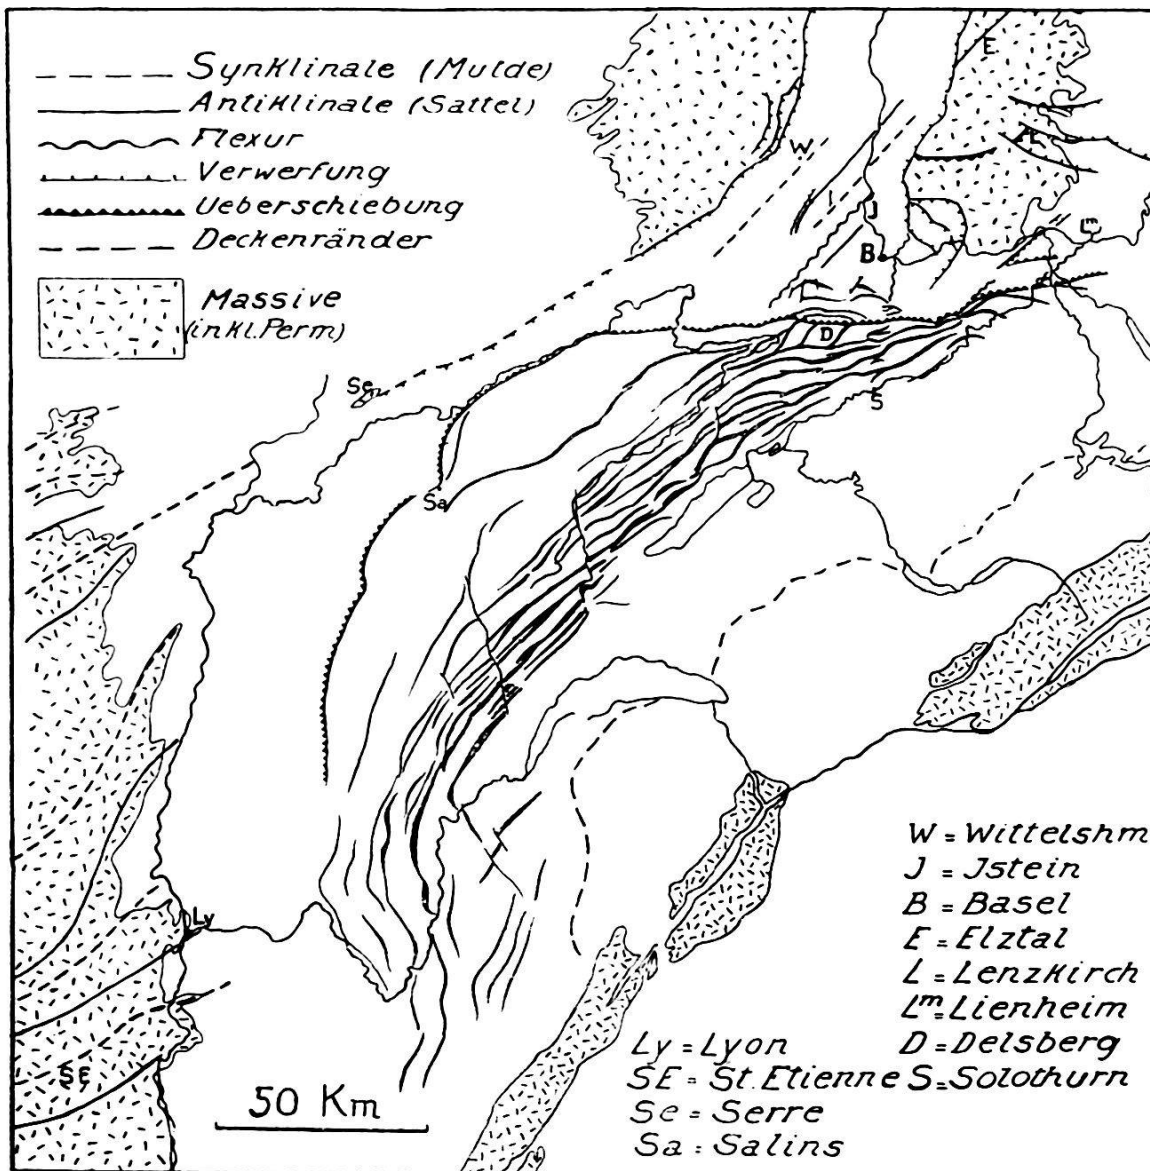 Synklinale (Mulde)
Antiklinale (Sattel)
Flexur
Verwerfung
Ueberschiebung
Deckenränder
Massive
(inkl. Perm)
E
W
L
J
Lm
B
D
Se
S
Sa
Ly
SE
W = Wittelshm
J = Jstein
B = Basel
E = Elztal
L = Lenzkirch
Lm = Lienheim
D = Delsberg
S = Solothurn
Ly = Lyon
SE = St. Etienne
Se = Serre
Sa = Salins
50 Km